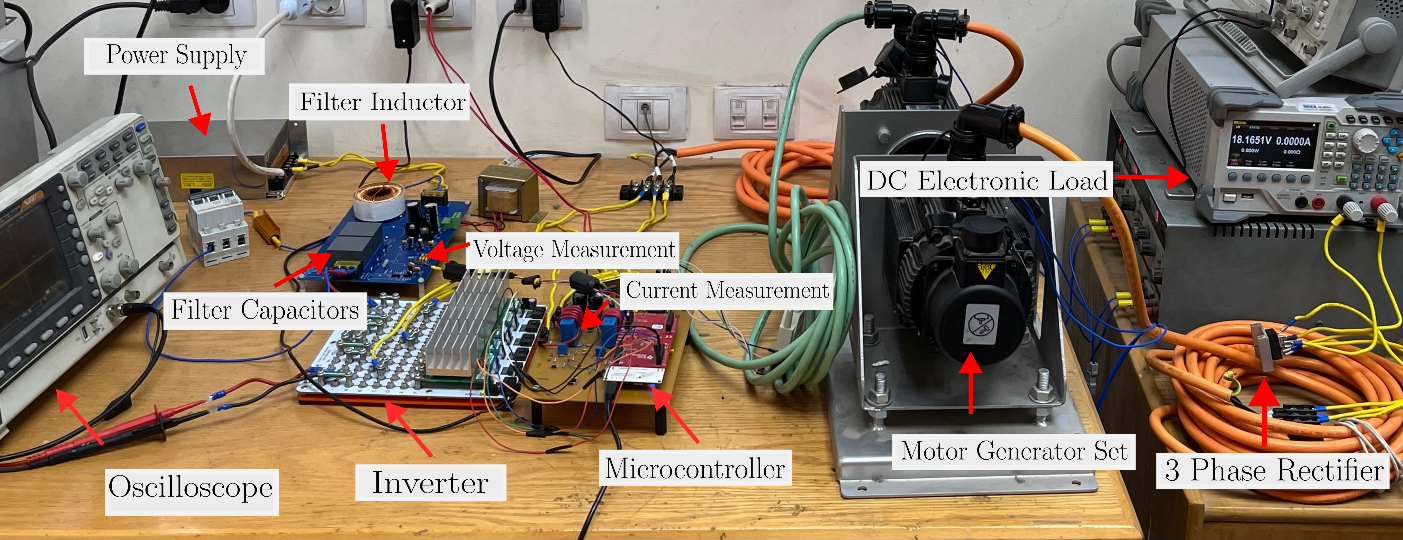 Power Supply
Filter Inductor
DC Electronic Load
18.1651V 0.0000A
Voltage Measurement
Current Measurement
Filter Capacitors
Motor Generator Set
3 Phase Rectifier
Microcontroller
Inverter
Oscilloscope